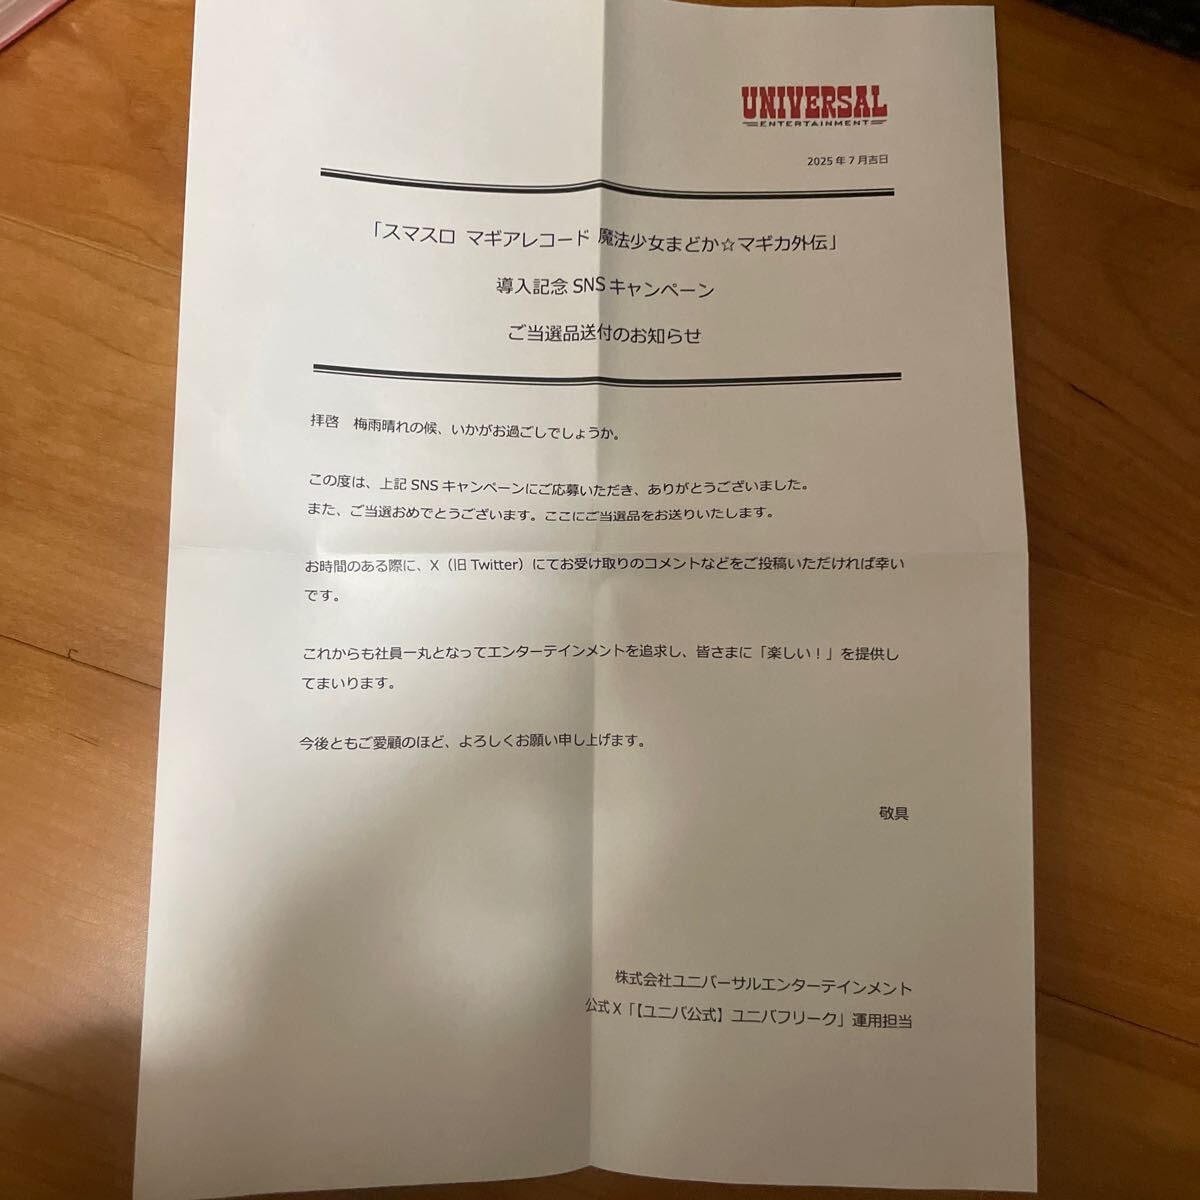 UNIVERSAL
ENTERTAINMENT
2025年7月吉日
「スマスロ マギアレコード 魔法少女まどか☆マギカ外伝」
導入記念SNSキャンペーン
ご当選品送付のお知らせ
拝啓　梅雨晴れの候、いかがお過ごしでしょうか。
この度は、上記SNSキャンペーンにご応募いただき、ありがとうございました。
また、ご当選おめでとうございます。ここにご当選品をお送りいたします。
お時間のある際に、X（旧Twitter）にてお受け取りのコメントなどをご投稿いただければ幸い
です。
これからも社員一丸となってエンターテインメントを追求し、皆さまに「楽しい！」を提供し
てまいります。
今後ともご愛顧のほど、よろしくお願い申し上げます。
敬具
株式会社ユニバーサルエンターテインメント
公式X「【ユニバ公式】ユニバフリーク」運用担当